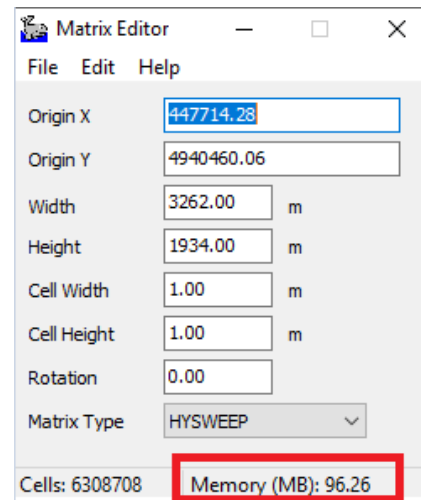 Matrix Editor
File Edit Help
Origin X 447714.28
Origin Y 4940460.06
Width 3262.00 m
Height 1934.00 m
Cell Width 1.00 m
Cell Height 1.00 m
Rotation 0.00
Matrix Type HYSWEEP
Cells: 6308708 Memory (MB): 96.26